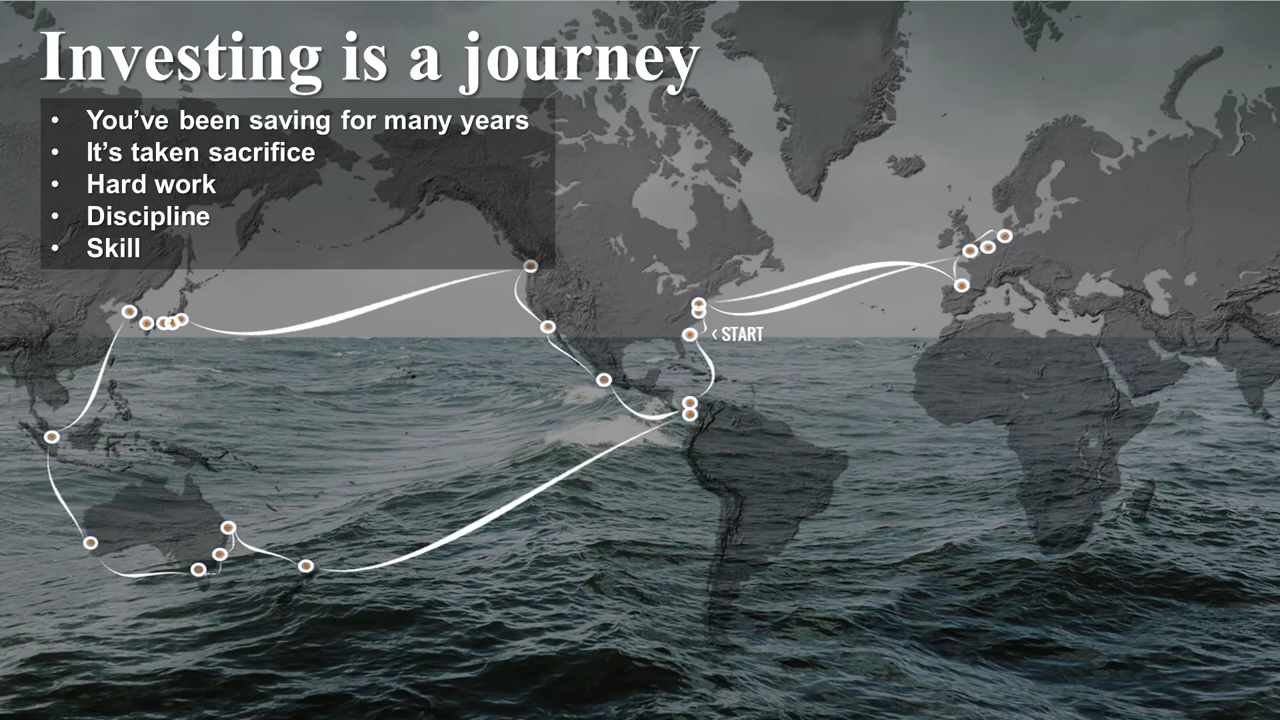 Investing is a journey
• You’ve been saving for many years
• It’s taken sacrifice
• Hard work
• Discipline
• Skill
‹ START